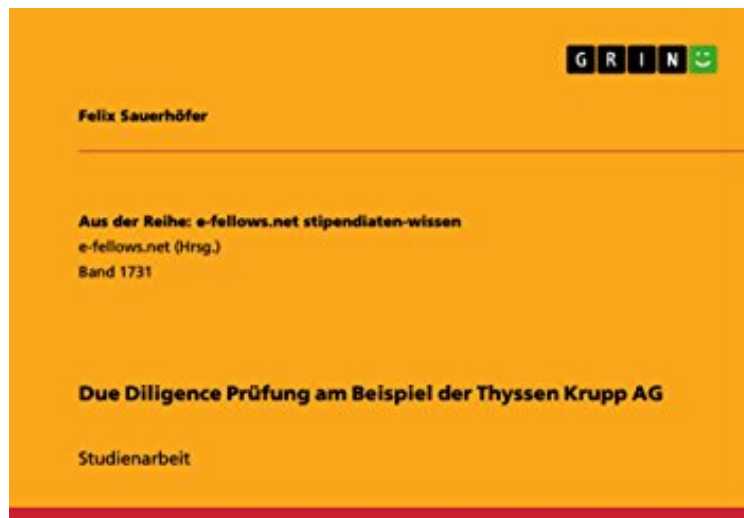 GRIN
Felix Sauerhöfer
Aus der Reihe: e-fellows.net stipendiaten-wissen
e-fellows.net (Hrsg.)
Band 1731
Due Diligence Prüfung am Beispiel der Thyssen Krupp AG
Studienarbeit